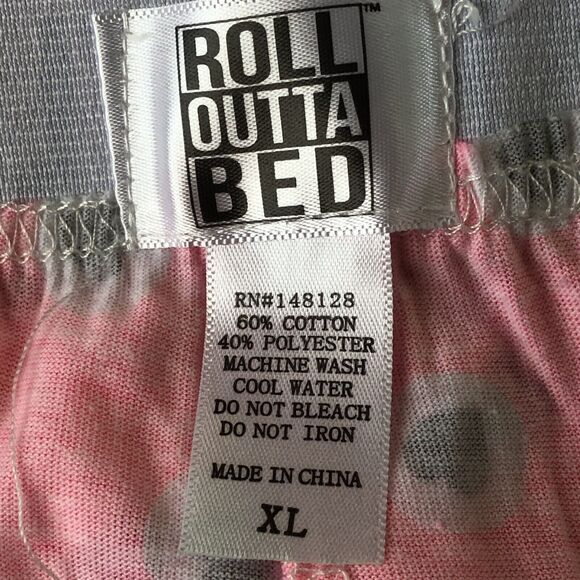 ROLL
OUTTA
BED
TM
RN#148128
60% COTTON
40% POLYESTER
MACHINE WASH
COOL WATER
DO NOT BLEACH
DO NOT IRON
MADE IN CHINA
XL